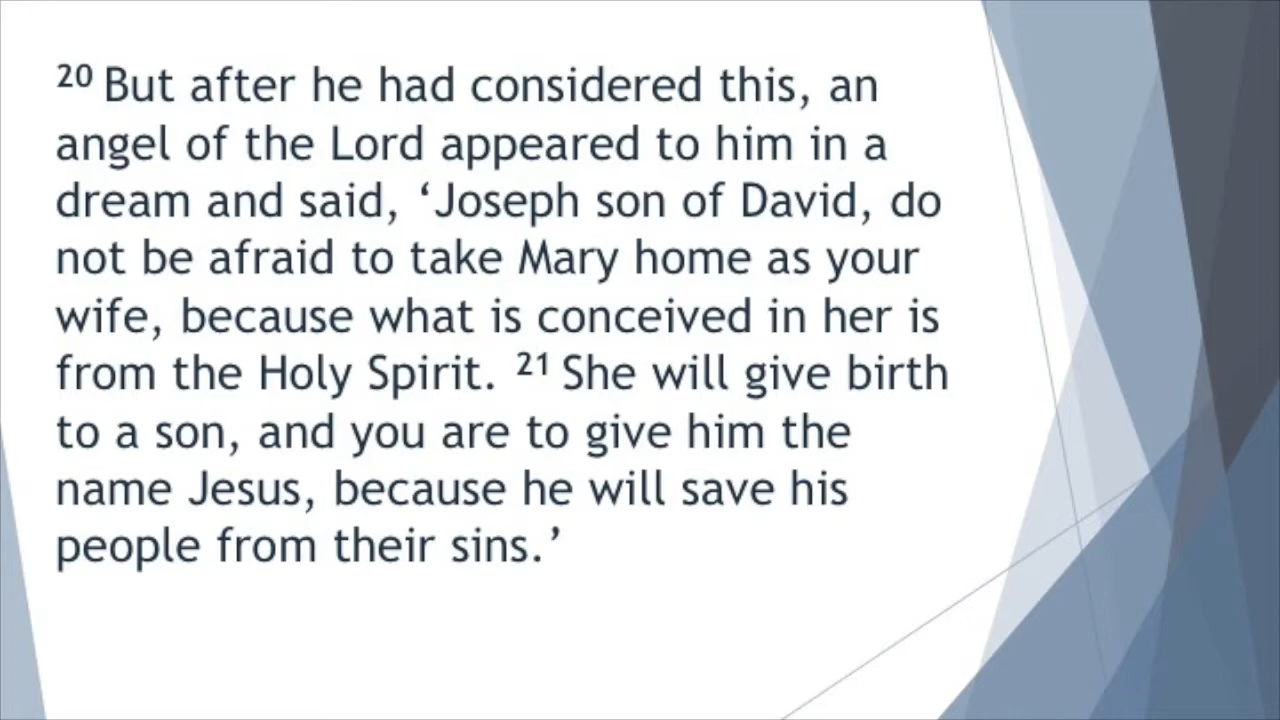 20 But after he had considered this, an
angel of the Lord appeared to him in a
dream and said, ‘Joseph son of David, do
not be afraid to take Mary home as your
wife, because what is conceived in her is
from the Holy Spirit. 21 She will give birth
to a son, and you are to give him the
name Jesus, because he will save his
people from their sins.’